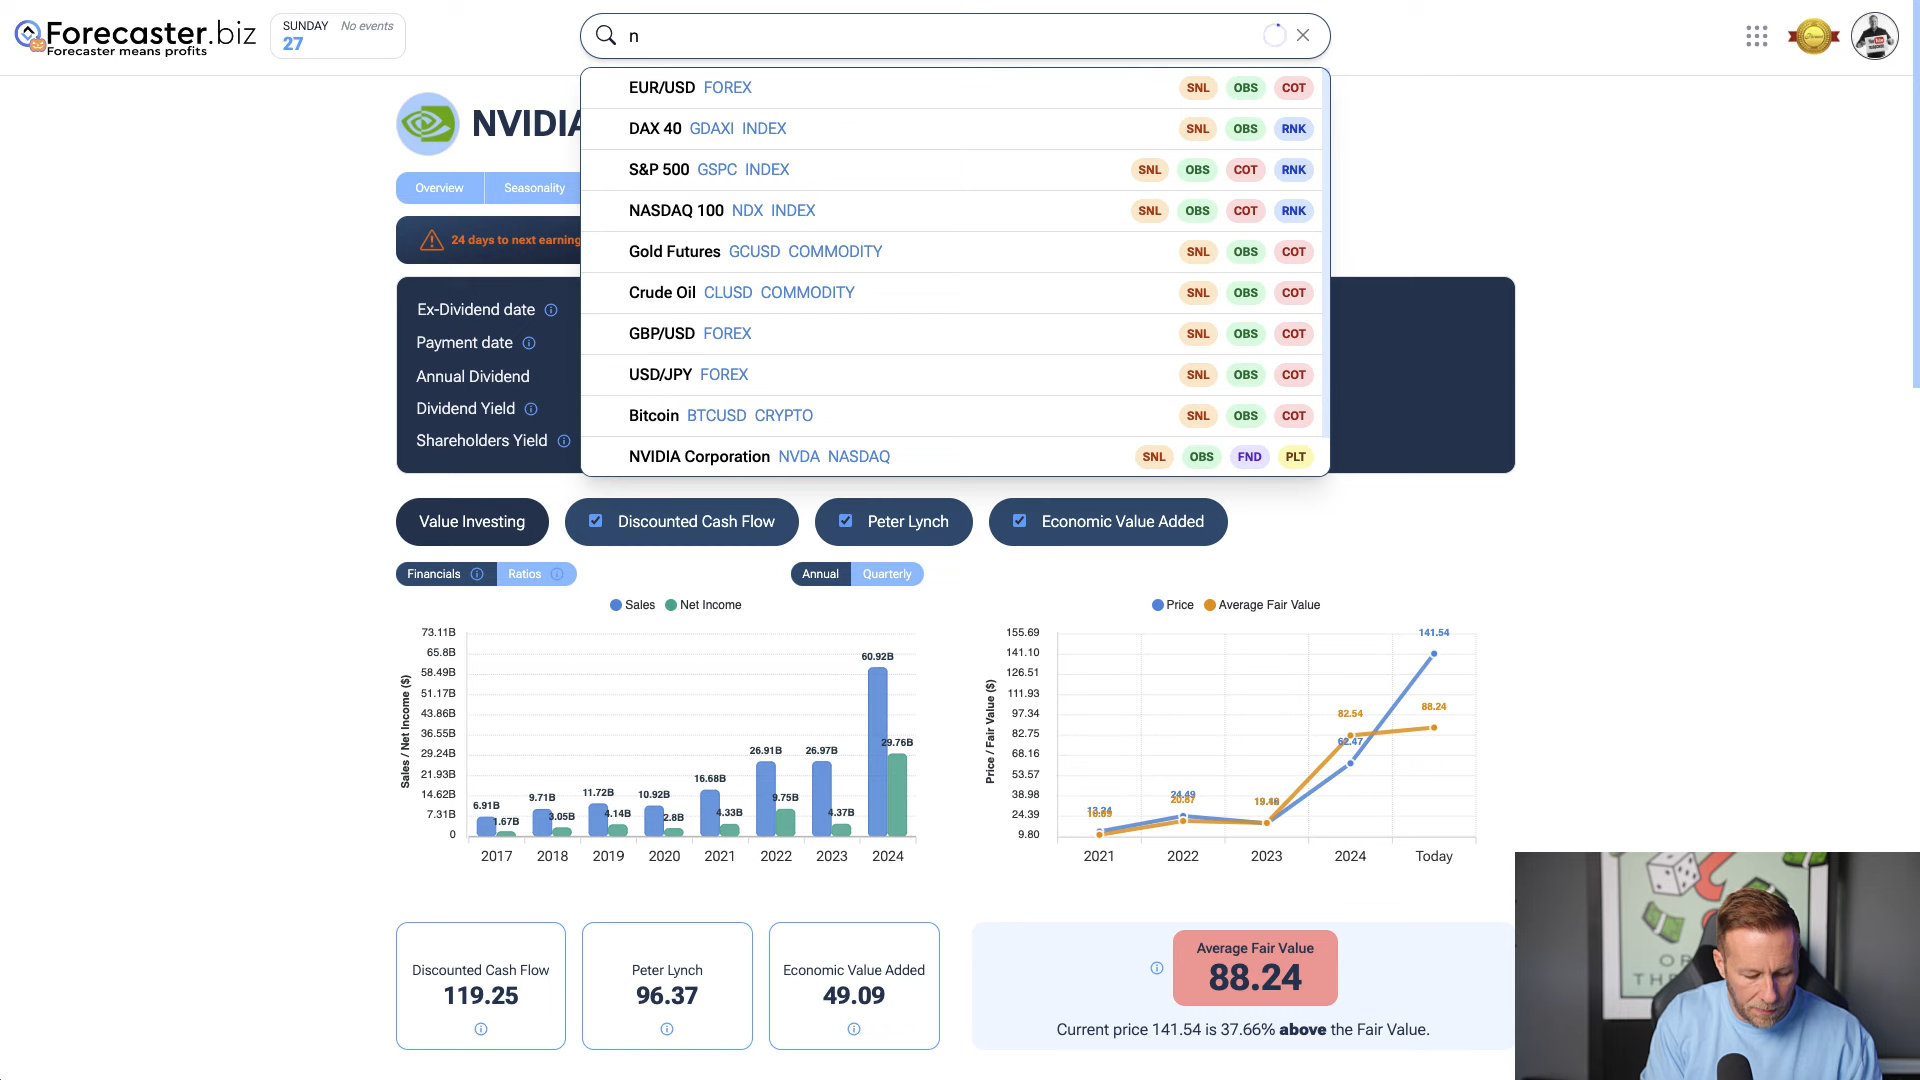 Forecaster.biz
Forecaster means profits
SUNDAY No events
27
n
NVIDIA
EUR/USD FOREX SNL OBS COT
DAX 40 GDAXI INDEX SNL OBS RNK
S&P 500 GSPC INDEX SNL OBS COT RNK
NASDAQ 100 NDX INDEX SNL OBS COT RNK
Gold Futures GCUSD COMMODITY SNL OBS COT
Crude Oil CLUSD COMMODITY SNL OBS COT
GBP/USD FOREX SNL OBS COT
USD/JPY FOREX SNL OBS COT
Bitcoin BTCUSD CRYPTO SNL OBS COT
NVIDIA Corporation NVDA NASDAQ SNL OBS FND PLT
Overview Seasonality
24 days to next earning
Ex-Dividend date
Payment date
Annual Dividend
Dividend Yield
Shareholders Yield
Value Investing Discounted Cash Flow Peter Lynch Economic Value Added
Financials Ratios Annual Quarterly
Sales Net Income
Sales / Net Income ($)
73.11B
65.8B
58.49B
51.17B
43.86B
36.55B
29.24B
21.93B
14.62B
7.31B
0
6.91B 1.67B 9.71B 3.05B 11.72B 4.14B 10.92B 2.8B 16.68B 4.33B 26.91B 9.75B 26.97B 4.37B 60.92B 29.76B
2017 2018 2019 2020 2021 2022 2023 2024
Price Average Fair Value
Price / Fair Value ($)
155.69
141.10
126.51
111.93
97.34
82.75
68.16
53.57
38.98
24.39
9.80
24.49 20.87 82.54 62.47 141.54 88.24
2021 2022 2023 2024 Today
Discounted Cash Flow
119.25
Peter Lynch
96.37
Economic Value Added
49.09
Average Fair Value
88.24
Current price 141.54 is 37.66% above the Fair Value.